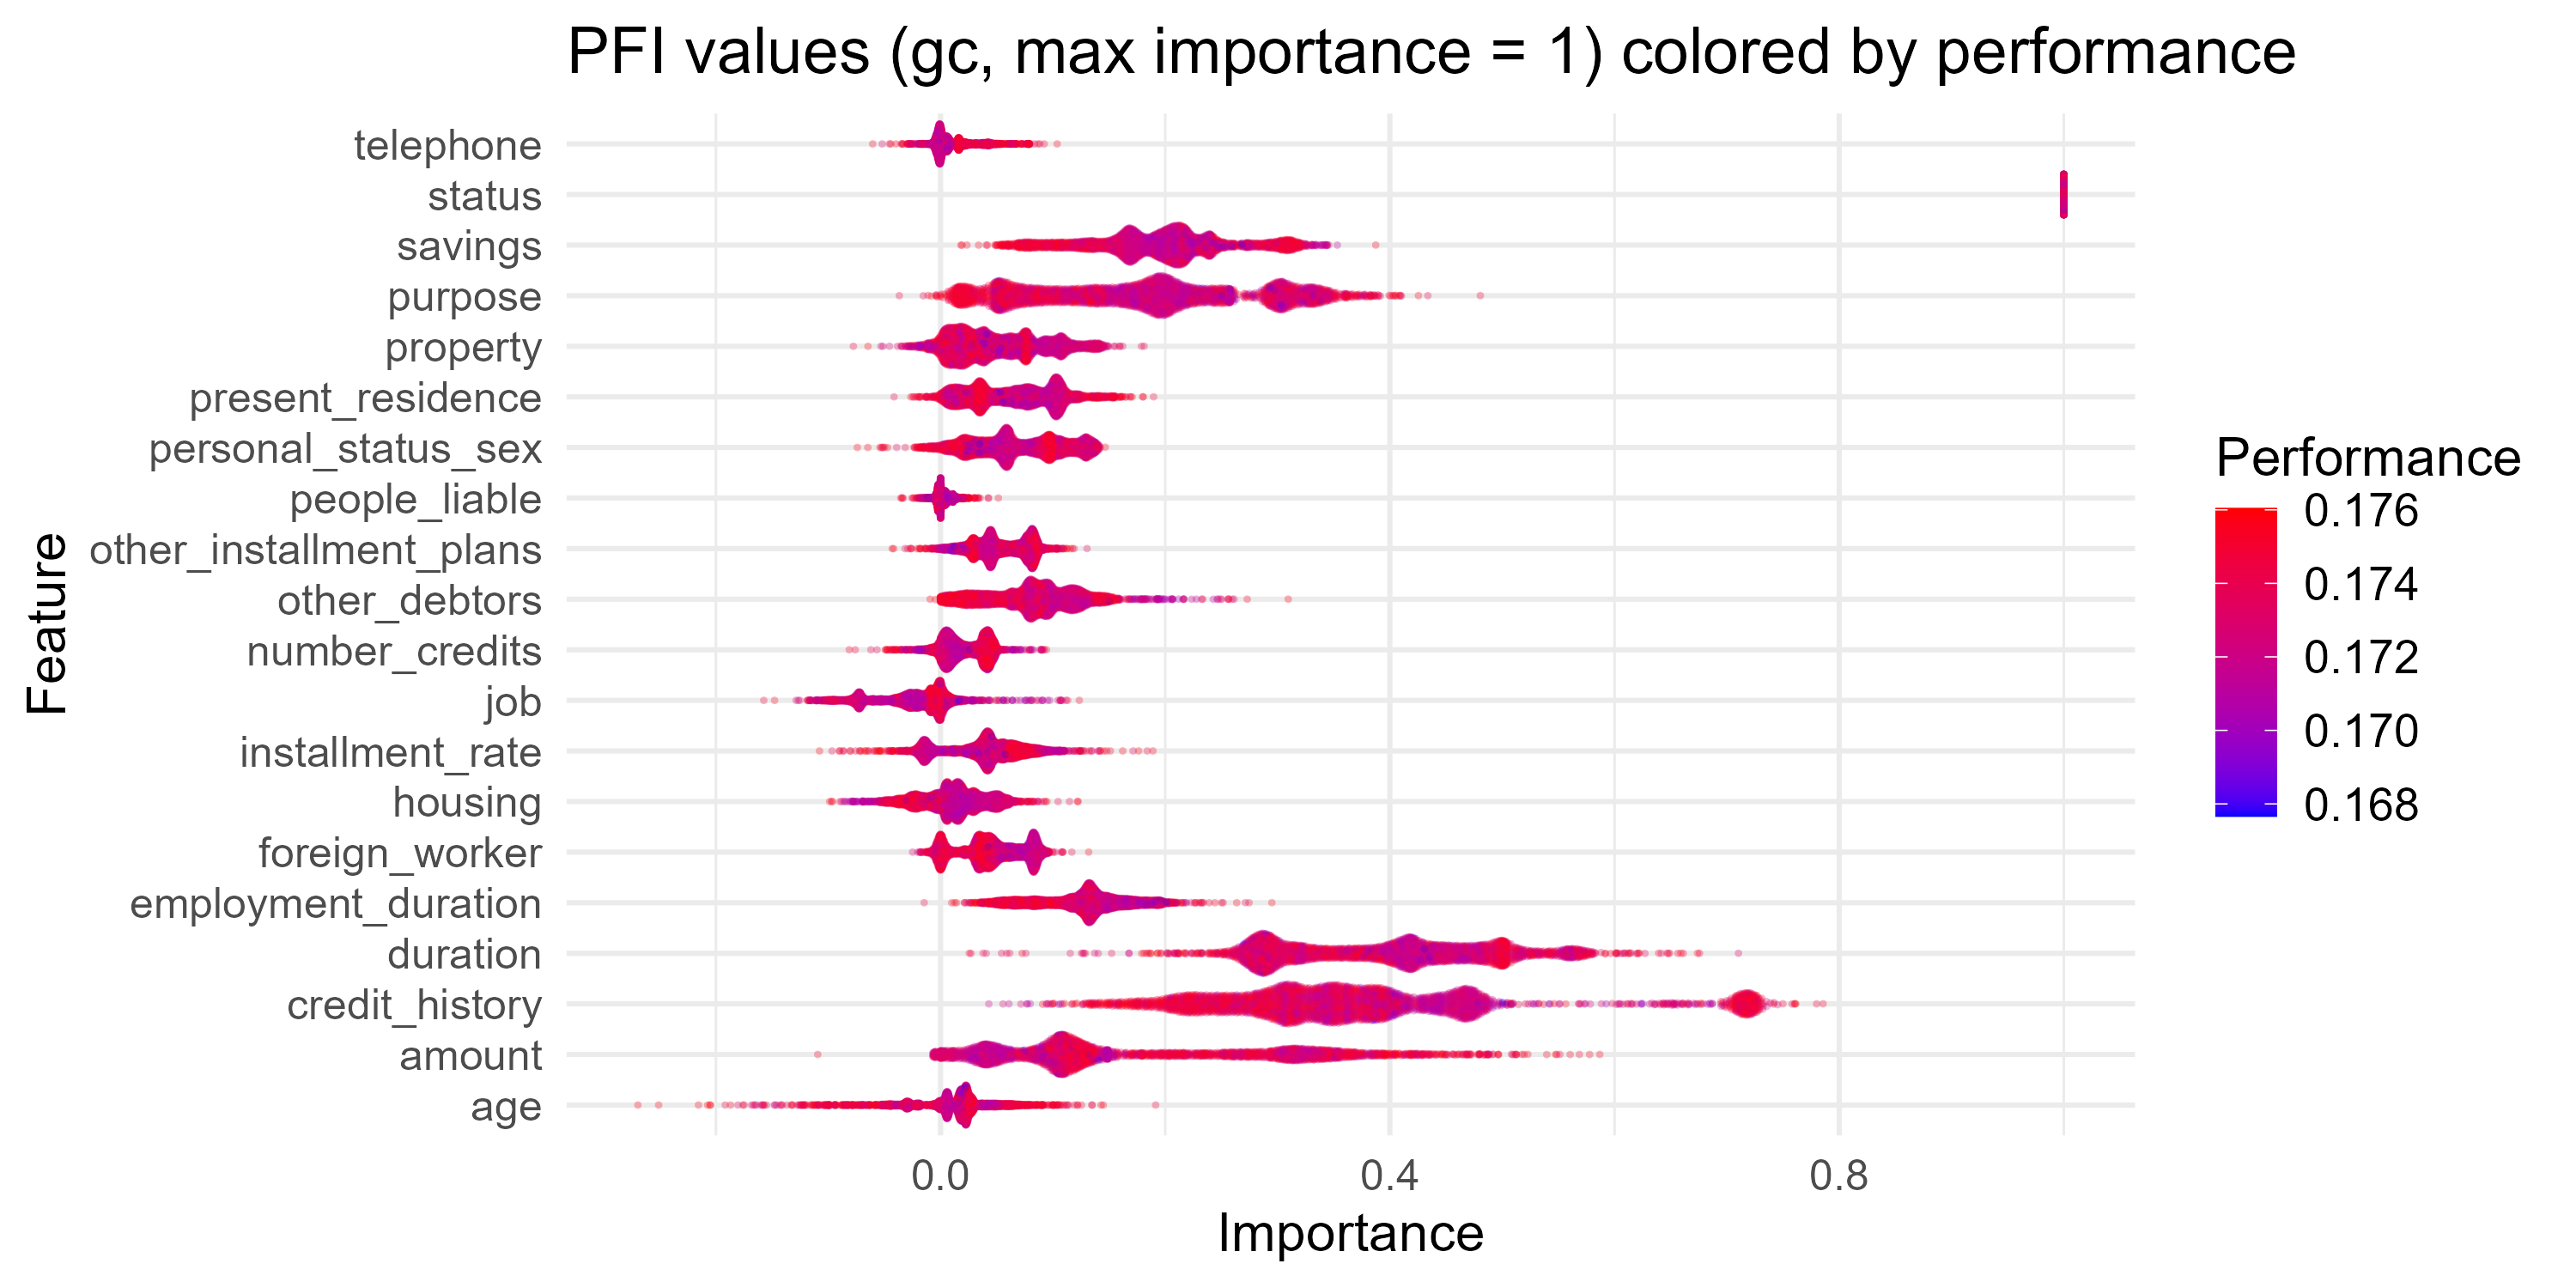 PFI values (gc, max importance = 1) colored by performance
Feature
telephone
status
savings
purpose
property
present_residence
personal_status_sex
people_liable
other_installment_plans
other_debtors
number_credits
job
installment_rate
housing
foreign_worker
employment_duration
duration
credit_history
amount
age
0.0 0.4 0.8
Importance
Performance
0.176
0.174
0.172
0.170
0.168